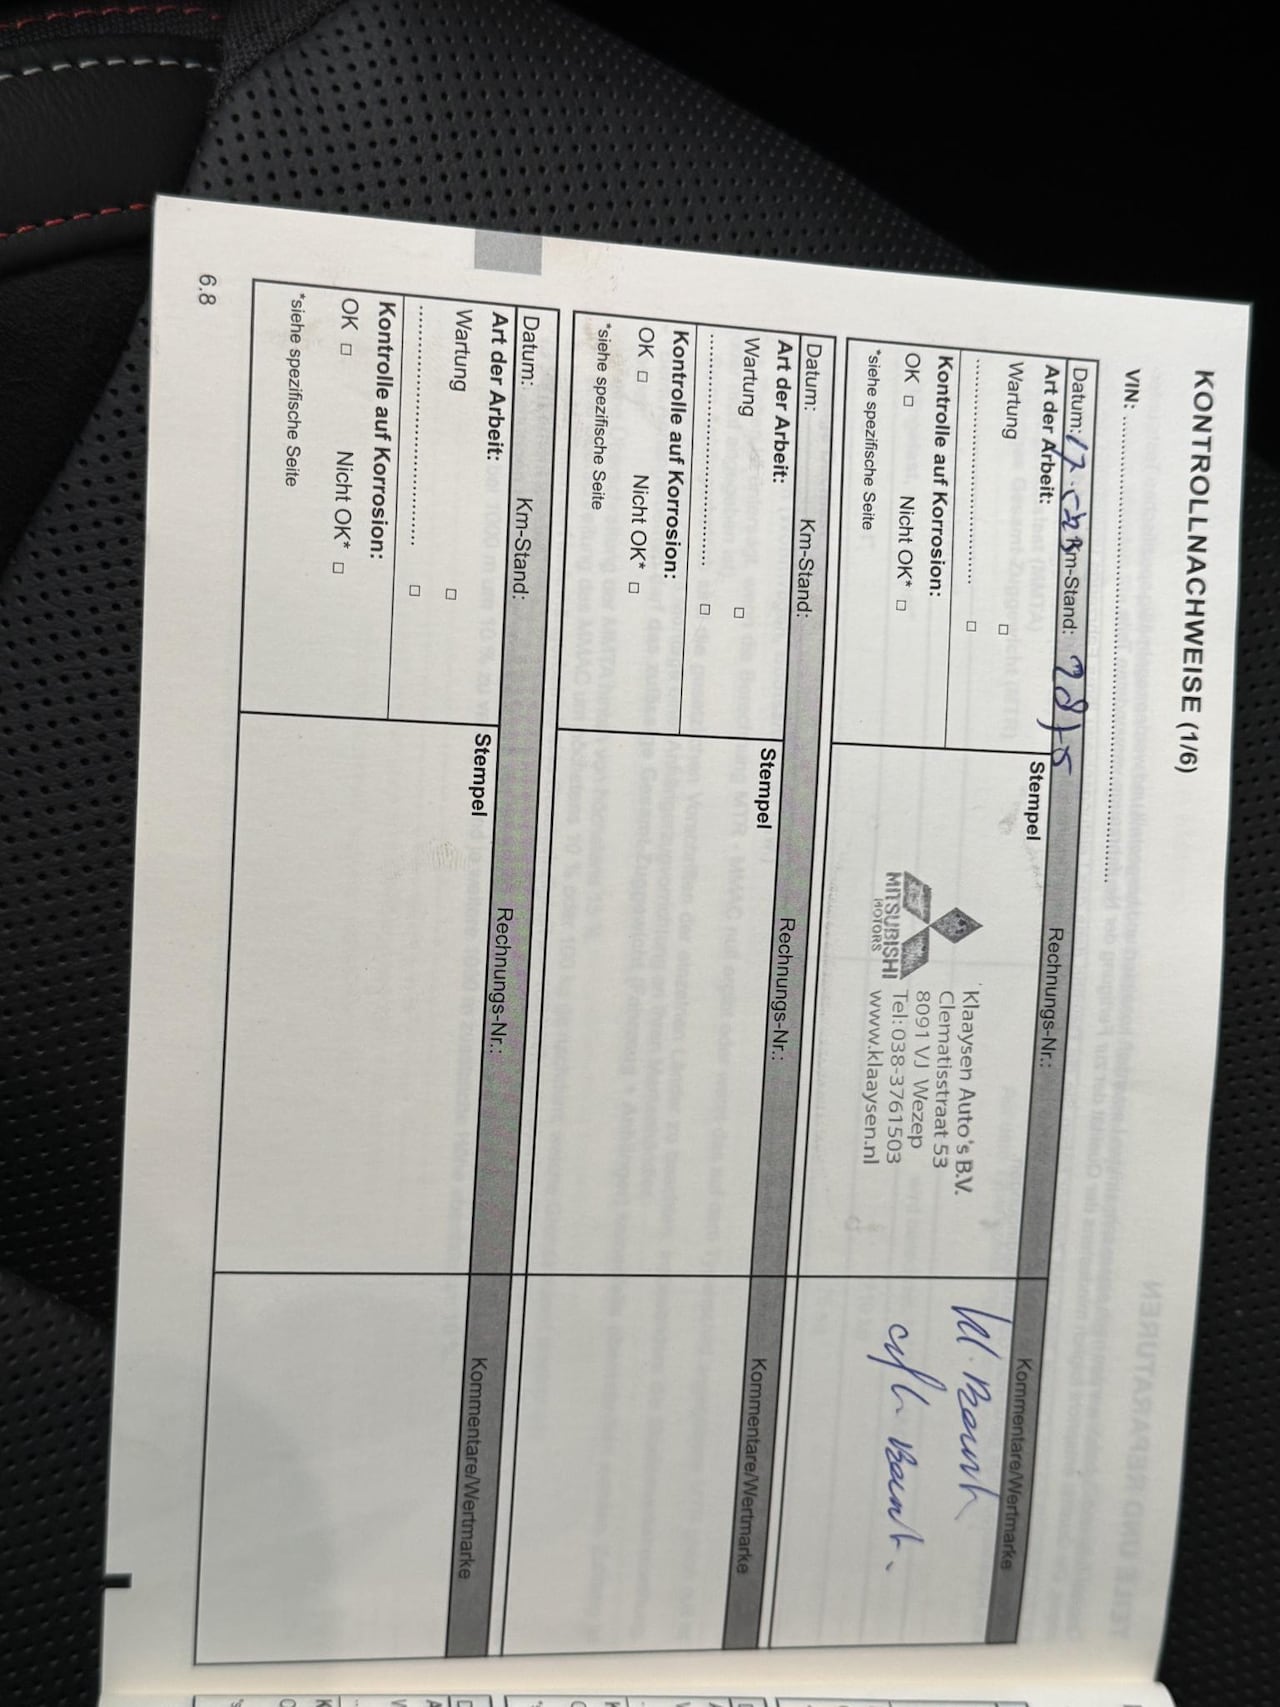 KONTROLLNACHWEISE (1/6)
VIN: ........................................................
Datum: 17. Km-Stand:
Rechnungs-Nr.:
Kommentare/Wertmarke
Art der Arbeit:
Wartung □
........................................ □
Kontrolle auf Korrosion:
OK □ Nicht OK* □
*siehe spezifische Seite
Stempel
MITSUBISHI
MOTORS
Klaaysen Auto's B.V.
Clematisstraat 53
8091 VJ Wezep
Tel: 038-3761503
www.klaaysen.nl
Datum: Km-Stand:
Rechnungs-Nr.:
Kommentare/Wertmarke
Art der Arbeit:
Wartung □
........................................ □
Kontrolle auf Korrosion:
OK □ Nicht OK* □
*siehe spezifische Seite
Stempel
Datum: Km-Stand:
Rechnungs-Nr.:
Kommentare/Wertmarke
Art der Arbeit:
Wartung □
........................................ □
Kontrolle auf Korrosion:
OK □ Nicht OK* □
*siehe spezifische Seite
Stempel
6.8